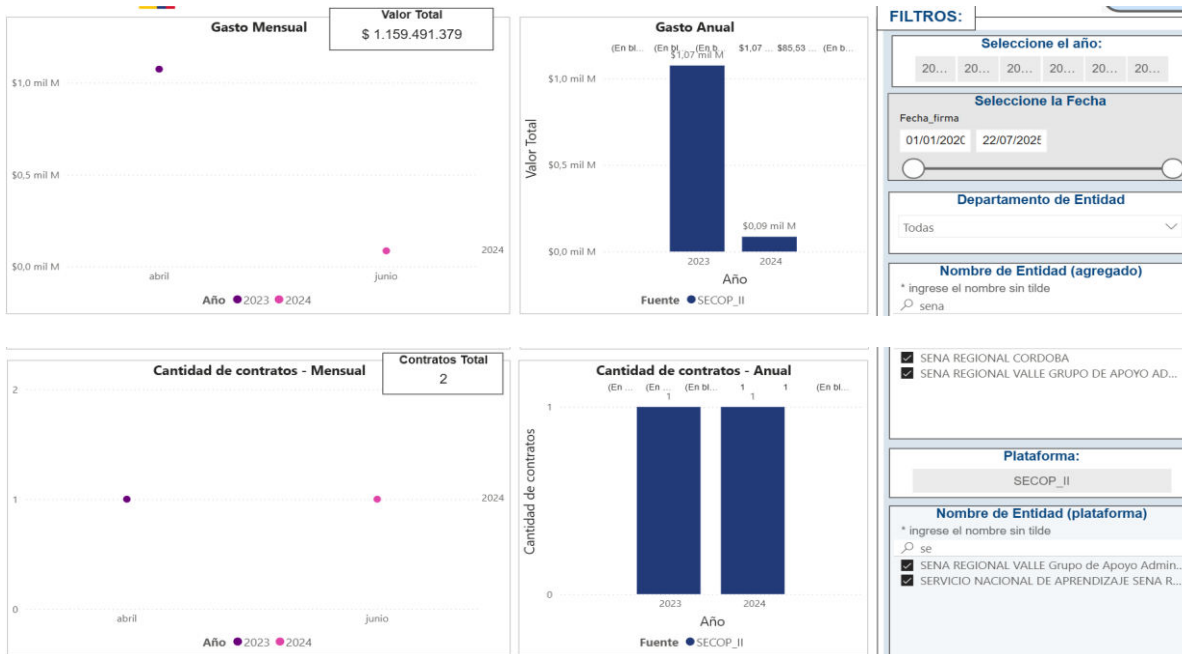 Gasto Mensual
Valor Total
$ 1.159.491.379
$1,0 mil M
$0,5 mil M
$0,0 mil M
2024
abril
junio
Año 2023 2024
Gasto Anual
(En bl... (En bl... (En b... $1,07 ... $85,53 ... (En b...
$1,07 mil M
$1,0 mil M
$0,5 mil M
$0,0 mil M
Valor Total
$0,09 mil M
2023
2024
Año
Fuente SECOP_II
FILTROS:
Seleccione el año:
20... 20... 20... 20... 20... 20...
Seleccione la Fecha
Fecha_firma
01/01/2020 22/07/2025
Departamento de Entidad
Todas
Nombre de Entidad (agregado)
* ingrese el nombre sin tilde
sena
Cantidad de contratos - Mensual
Contratos Total
2
2
1
0
2024
abril
junio
Año 2023 2024
Cantidad de contratos - Anual
(En ... (En ... (En bl... 1 1 (En bl...
1 1
1
0
Cantidad de contratos
2023
2024
Año
Fuente SECOP_II
SENA REGIONAL CORDOBA
SENA REGIONAL VALLE GRUPO DE APOYO AD...
Plataforma:
SECOP_II
Nombre de Entidad (plataforma)
* ingrese el nombre sin tilde
se
SENA REGIONAL VALLE Grupo de Apoyo Admin...
SERVICIO NACIONAL DE APRENDIZAJE SENA R...